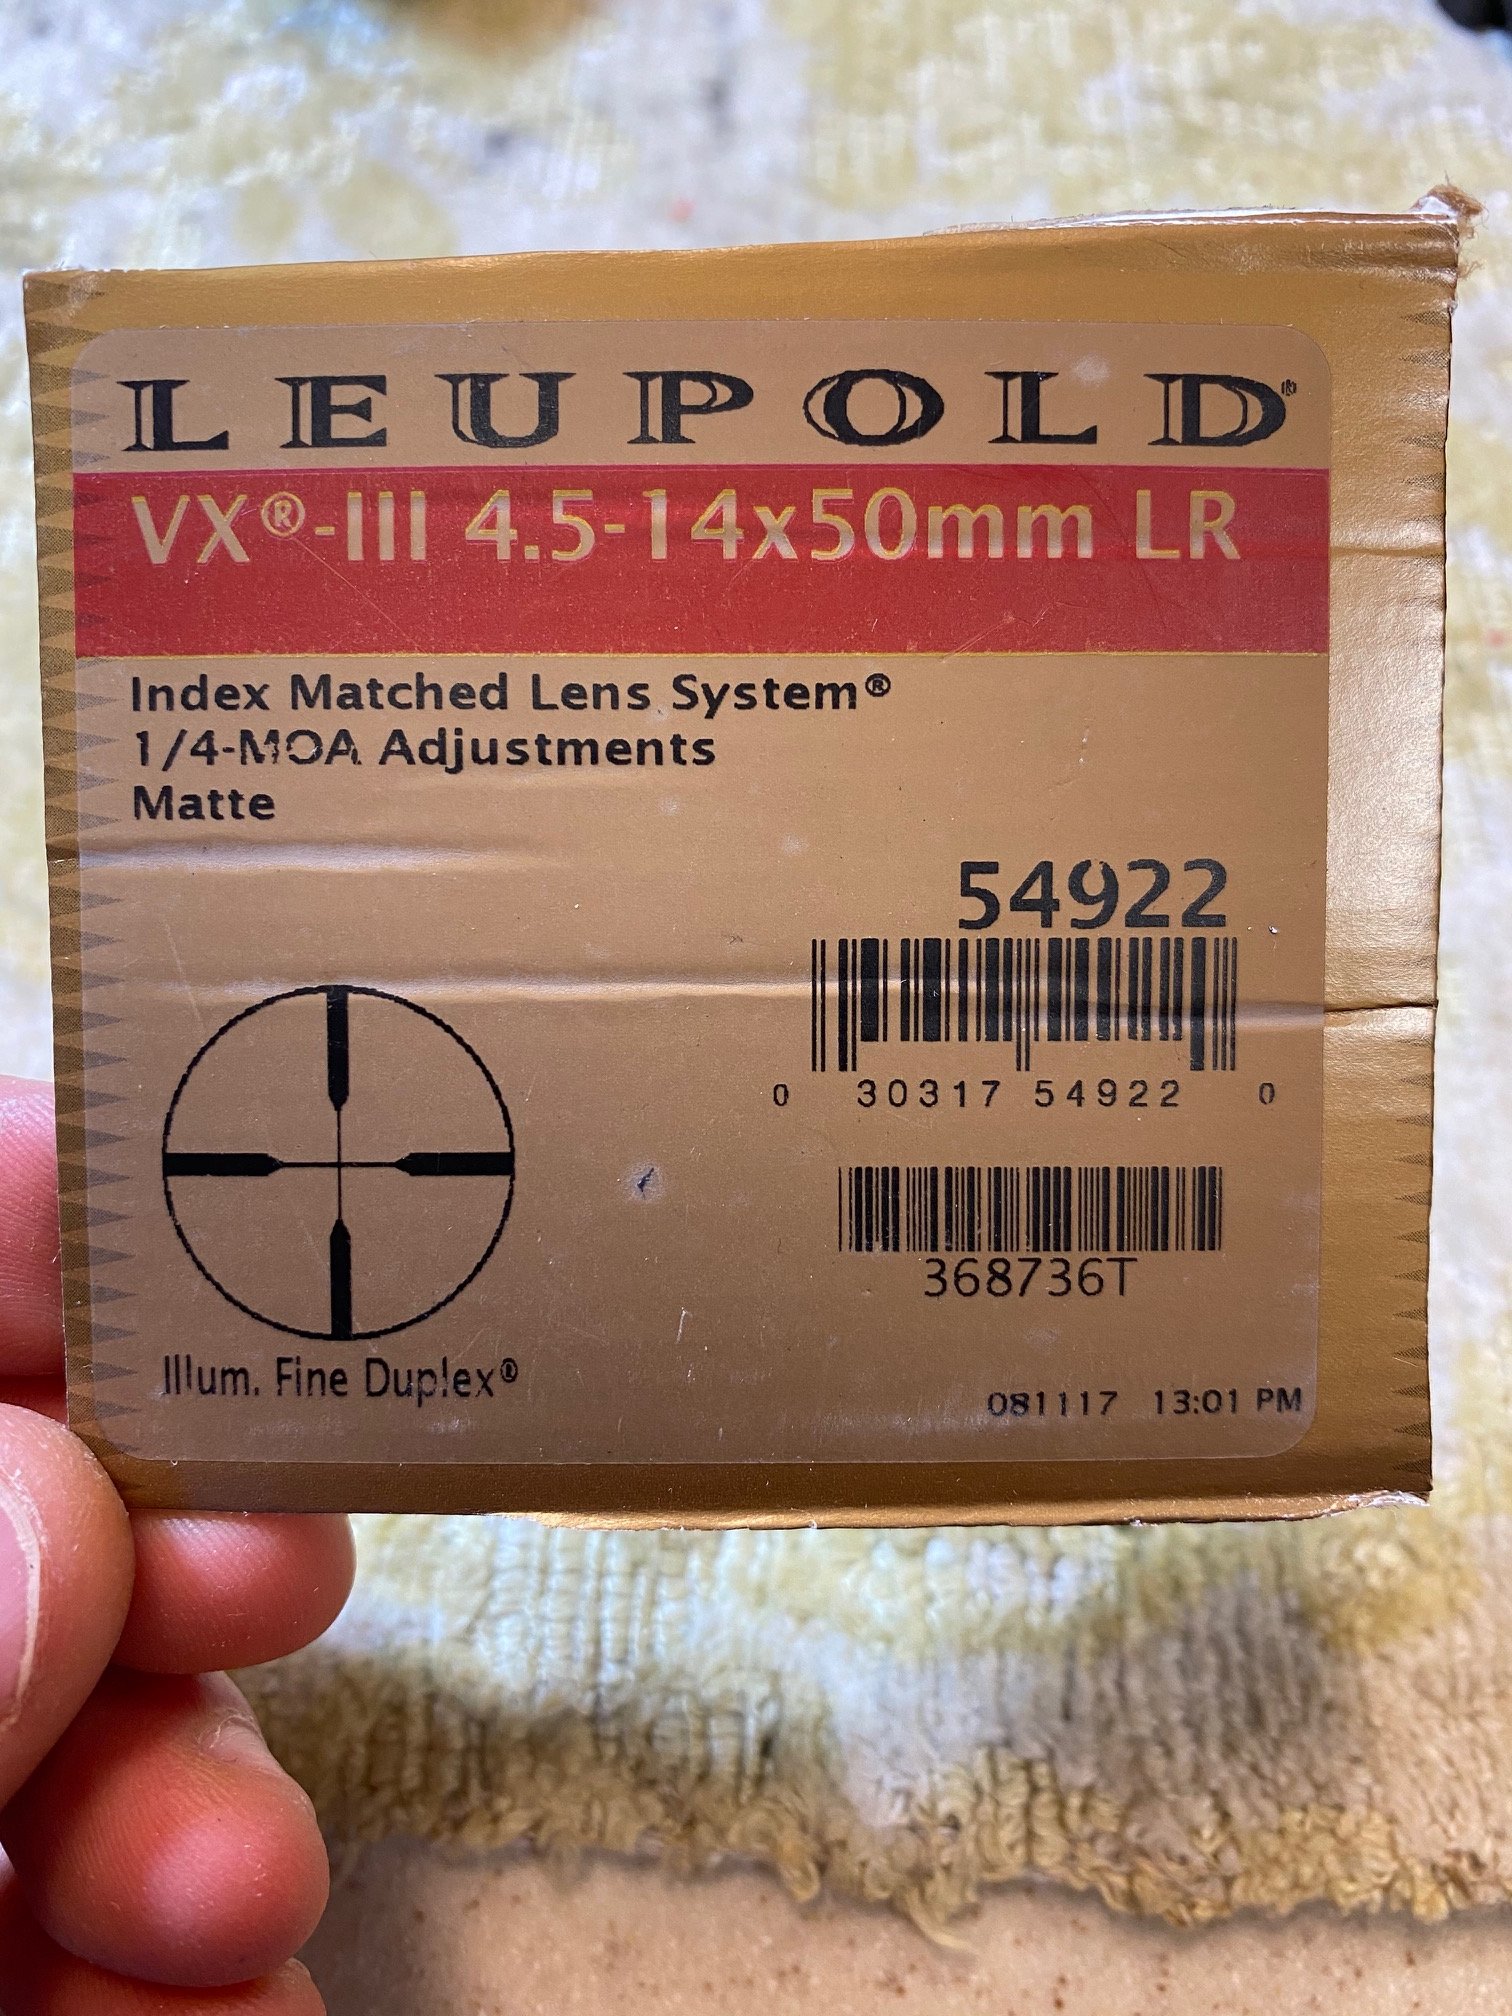 LEUPOLD®
VX®-III 4.5-14x50mm LR
Index Matched Lens System®
1/4-MOA Adjustments
Matte
54922
0 30317 54922 0
368736T
Illum. Fine Duplex®
081117 13:01 PM